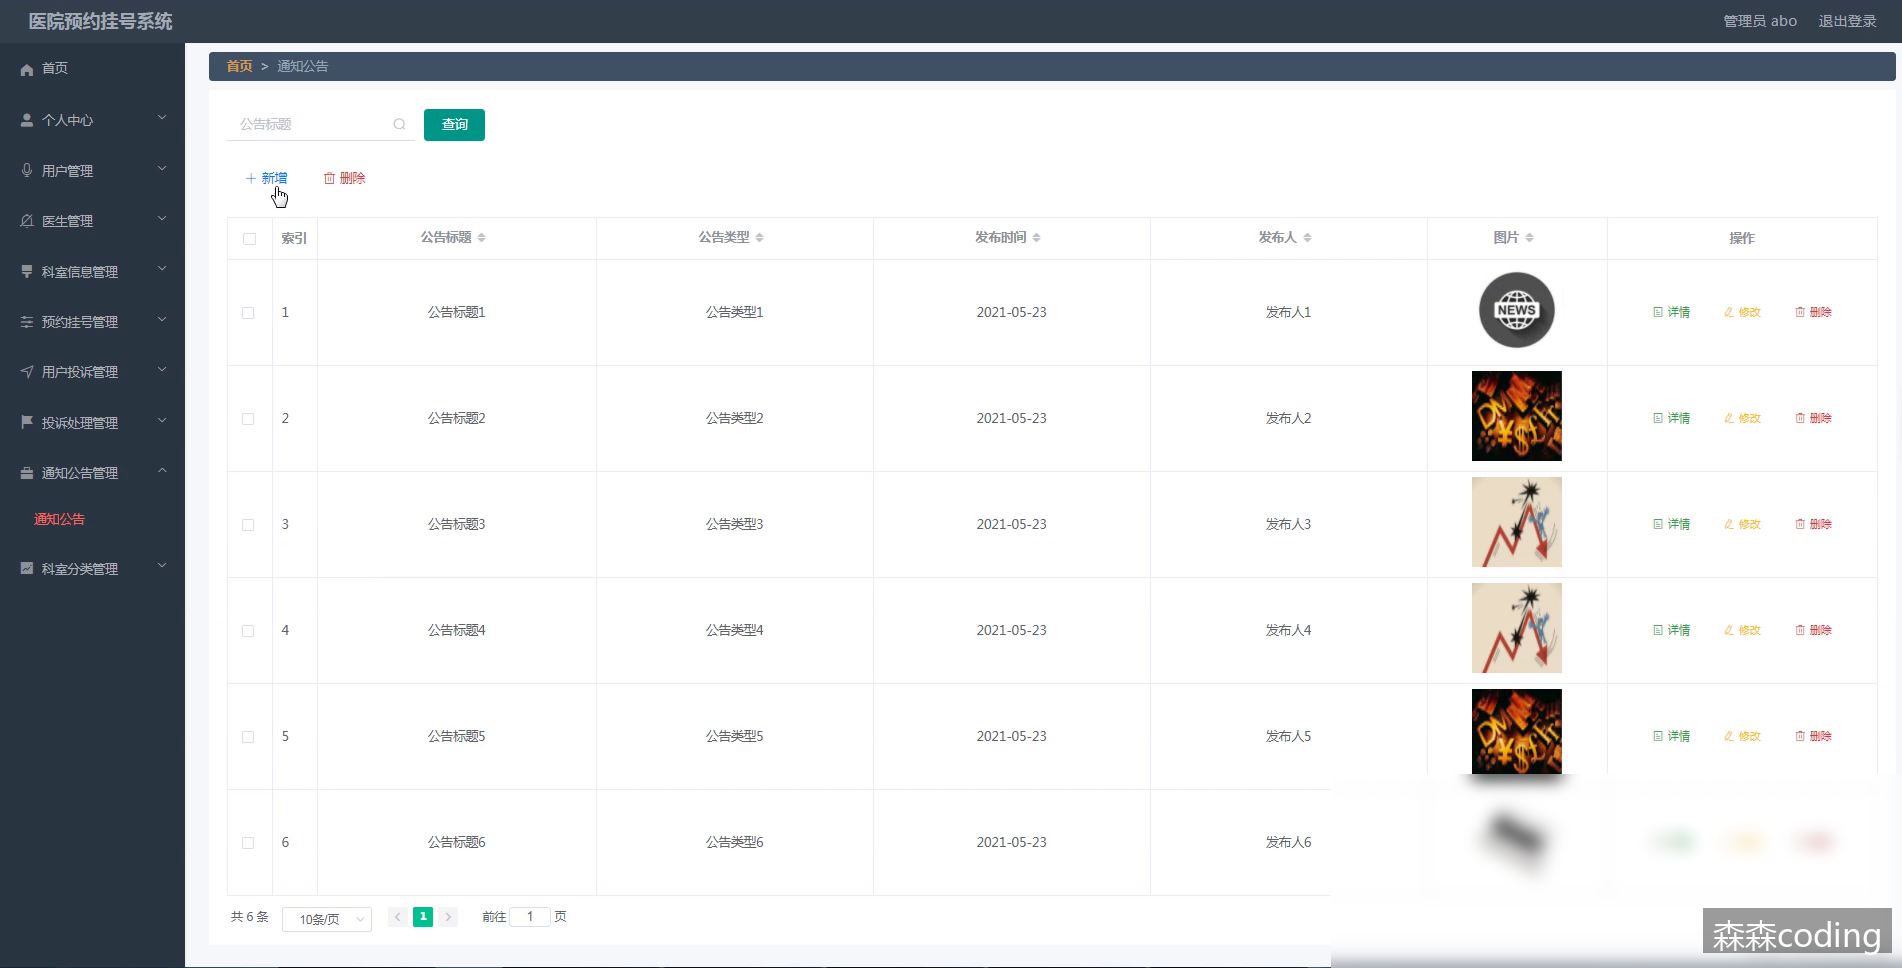 医院预约挂号系统
管理员 abo 退出登录
首页
个人中心
用户管理
医生管理
科室信息管理
预约挂号管理
用户投诉管理
投诉处理管理
通知公告管理
通知公告
科室分类管理
首页 > 通知公告
公告标题 查询
新增 删除
索引 公告标题 公告类型 发布时间 发布人 图片 操作
1 公告标题1 公告类型1 2021-05-23 发布人1 NEWS 详情 修改 删除
2 公告标题2 公告类型2 2021-05-23 发布人2 详情 修改 删除
3 公告标题3 公告类型3 2021-05-23 发布人3 详情 修改 删除
4 公告标题4 公告类型4 2021-05-23 发布人4 详情 修改 删除
5 公告标题5 公告类型5 2021-05-23 发布人5 详情 修改 删除
6 公告标题6 公告类型6 2021-05-23 发布人6
共 6 条 10条/页 1 前往 1 页
森森coding